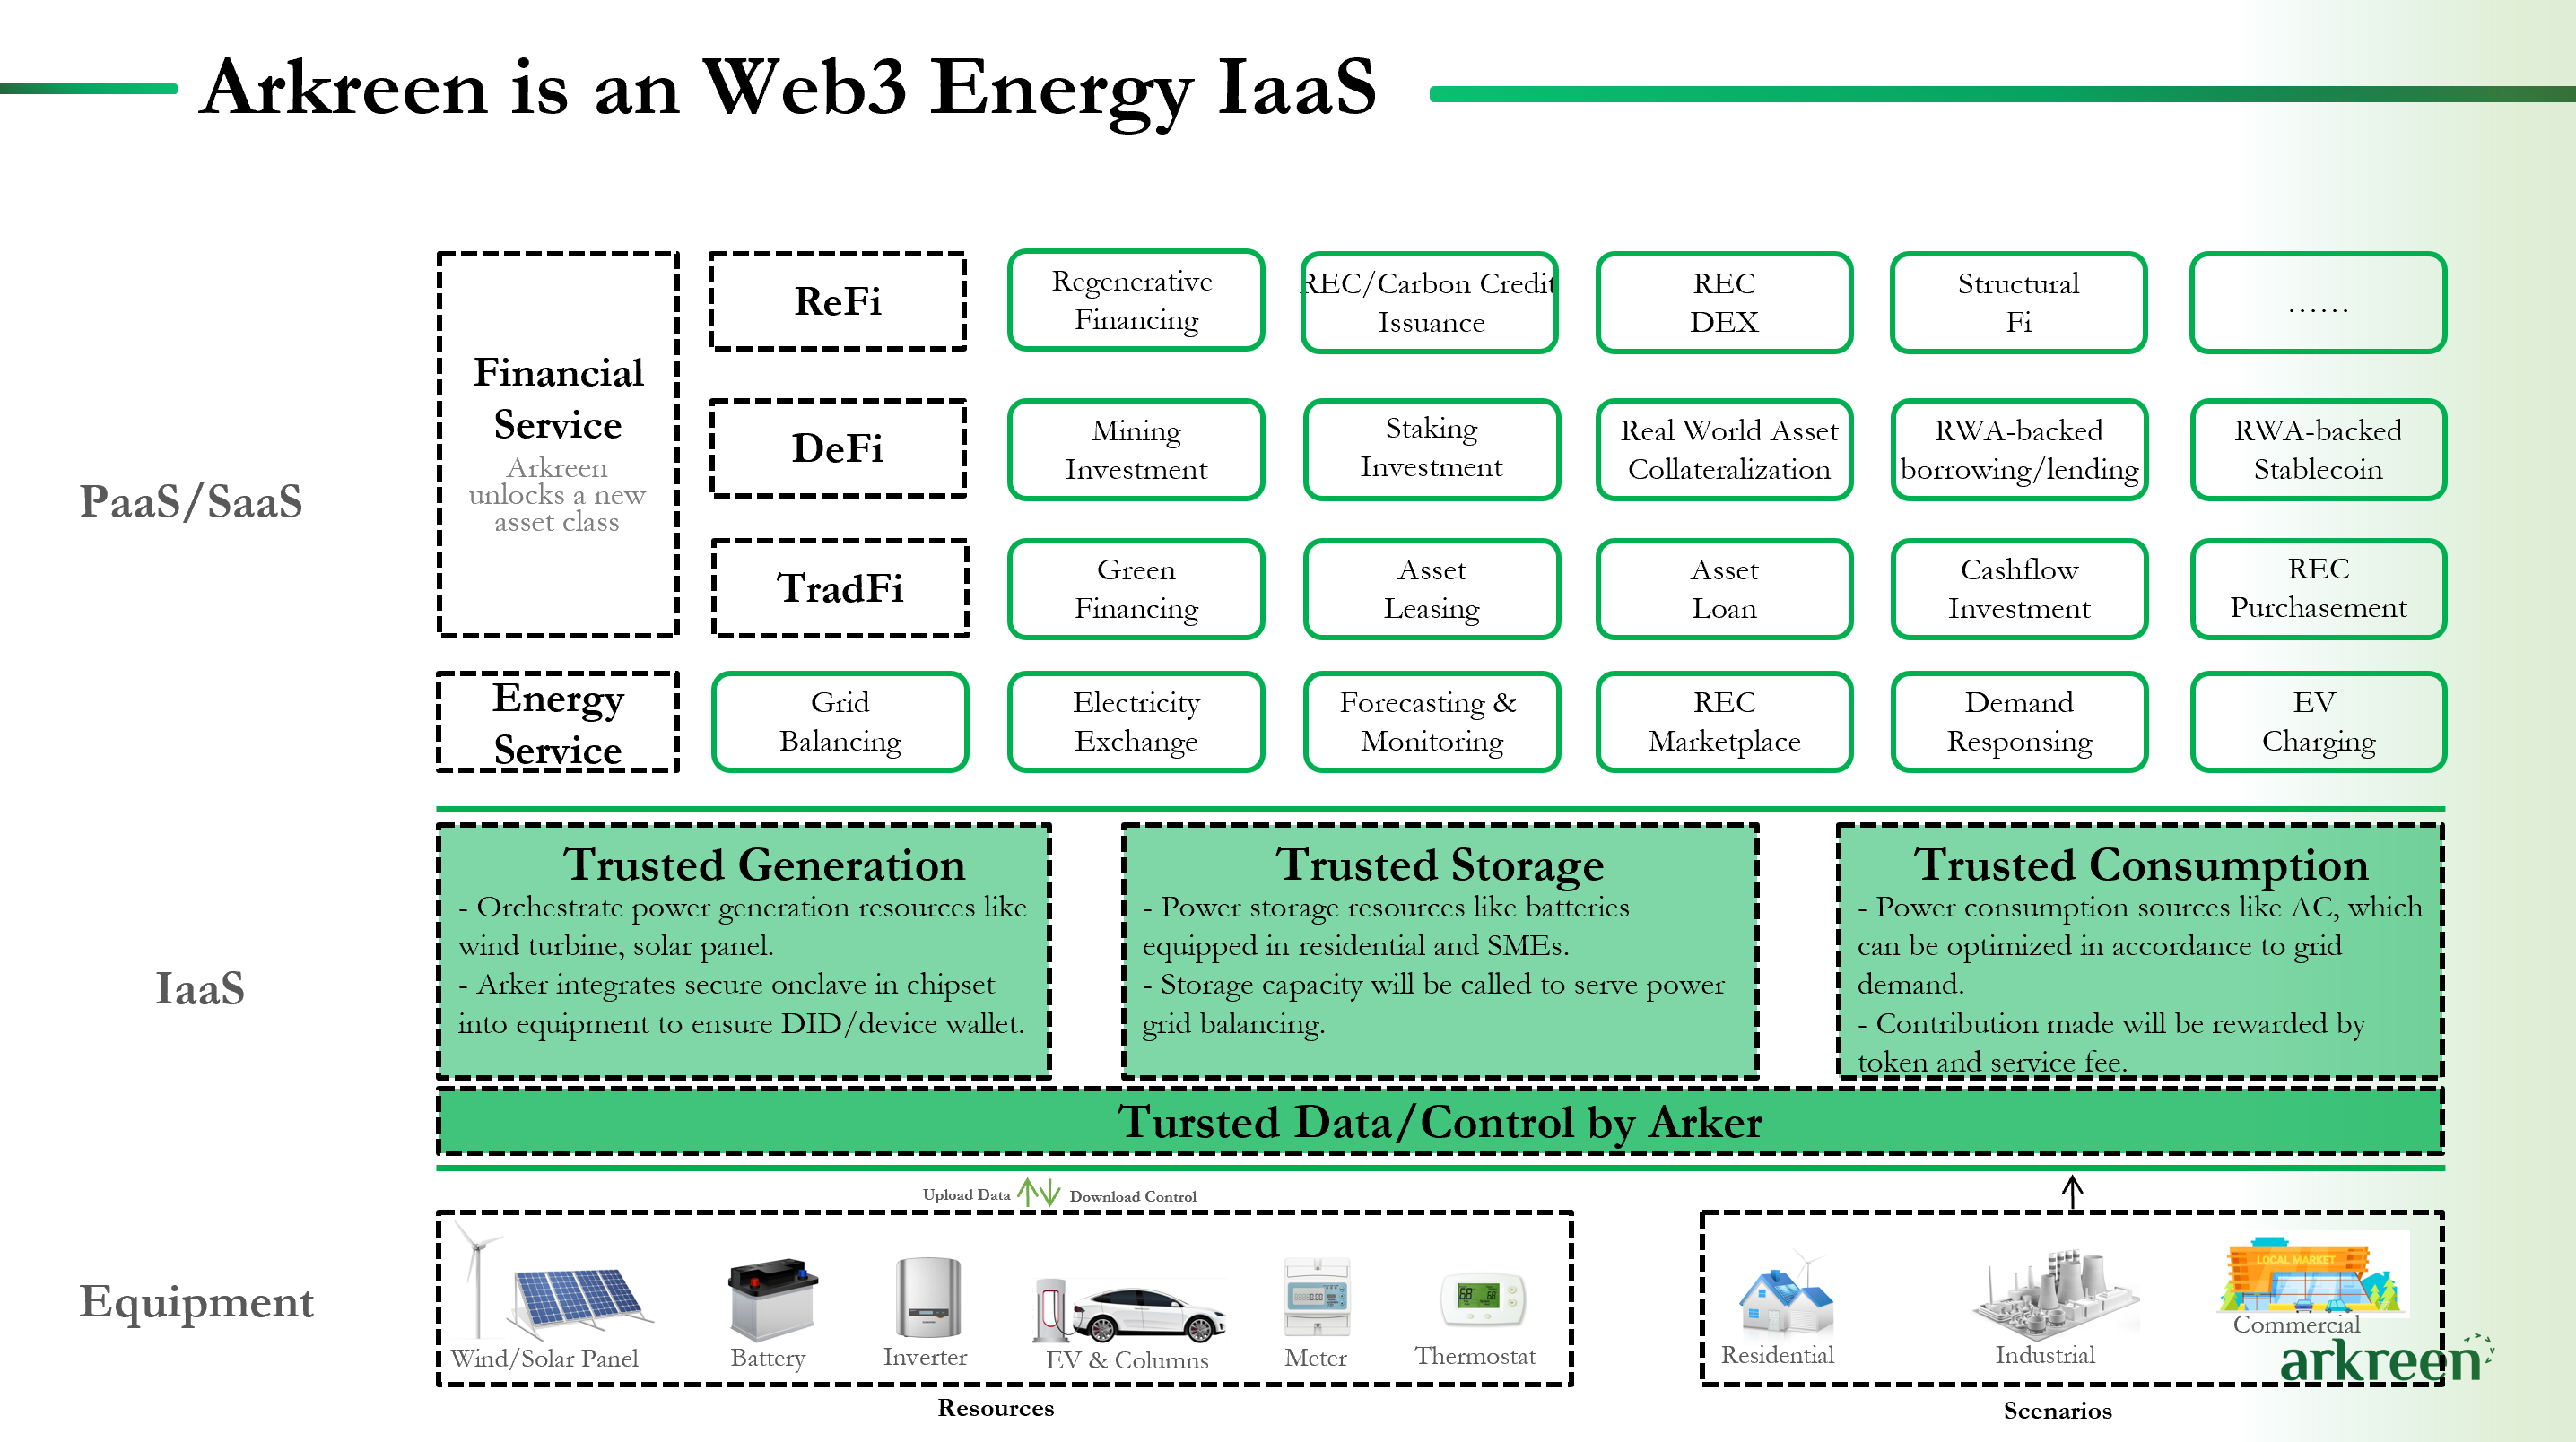 Arkreen is an Web3 Energy IaaS
PaaS/SaaS
Financial
Service
Arkreen
unlocks a new
asset class
ReFi
Regenerative
Financing
REC/Carbon Credit
Issuance
REC
DEX
Structural
Fi
......
DeFi
Mining
Investment
Staking
Investment
Real World Asset
Collateralization
RWA-backed
borrowing/lending
RWA-backed
Stablecoin
TradFi
Green
Financing
Asset
Leasing
Asset
Loan
Cashflow
Investment
REC
Purchasement
Energy
Service
Grid
Balancing
Electricity
Exchange
Forecasting &
Monitoring
REC
Marketplace
Demand
Responsing
EV
Charging
IaaS
Trusted Generation
- Orchestrate power generation resources like
wind turbine, solar panel.
- Arker integrates secure onclave in chipset
into equipment to ensure DID/device wallet.
Trusted Storage
- Power storage resources like batteries
equipped in residential and SMEs.
- Storage capacity will be called to serve power
grid balancing.
Trusted Consumption
- Power consumption sources like AC, which
can be optimized in accordance to grid
demand.
- Contribution made will be rewarded by
token and service fee.
Tursted Data/Control by Arker
Upload Data
Download Control
Equipment
Wind/Solar Panel
Battery
Inverter
EV & Columns
Meter
Thermostat
Resources
LOCAL MARKET
Residential
Industrial
Commercial
arkreen
Scenarios